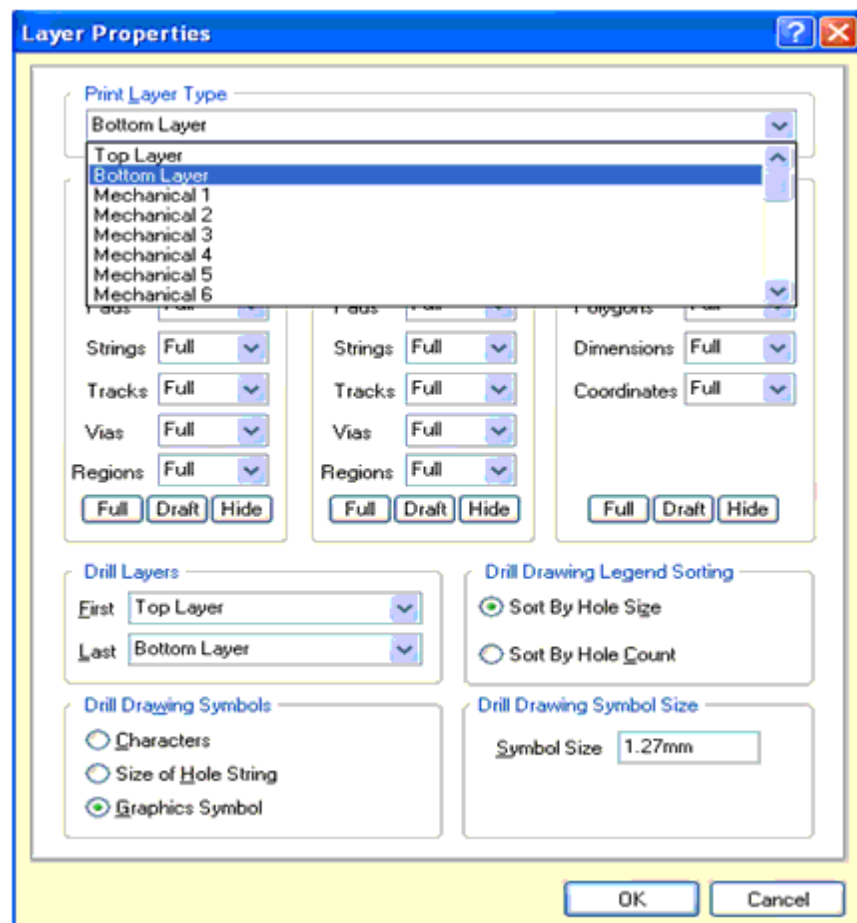 Layer Properties
Print Layer Type
Bottom Layer
Top Layer
Bottom Layer
Mechanical 1
Mechanical 2
Mechanical 3
Mechanical 4
Mechanical 5
Mechanical 6
Strings Full Strings Full Dimensions Full
Tracks Full Tracks Full Coordinates Full
Vias Full Vias Full
Regions Full Regions Full
Full Draft Hide Full Draft Hide Full Draft Hide
Drill Layers
First Top Layer
Last Bottom Layer
Drill Drawing Legend Sorting
Sort By Hole Size
Sort By Hole Count
Drill Drawing Symbols
Characters
Size of Hole String
Graphics Symbol
Drill Drawing Symbol Size
Symbol Size 1.27mm
OK Cancel